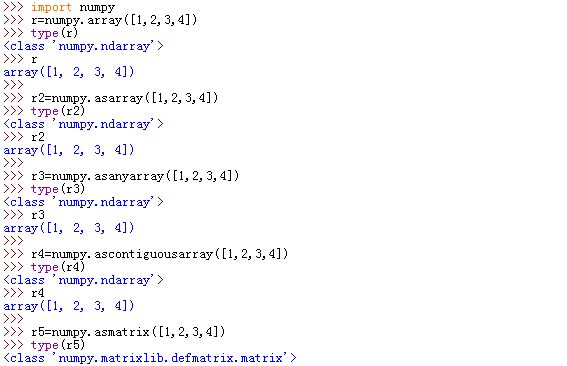 >>> import numpy
>>> r=numpy.array([1,2,3,4])
>>> type(r)
<class 'numpy.ndarray'>
>>> r
array([1, 2, 3, 4])
>>>
>>> r2=numpy.asarray([1,2,3,4])
>>> type(r2)
<class 'numpy.ndarray'>
>>> r2
array([1, 2, 3, 4])
>>>
>>> r3=numpy.asanyarray([1,2,3,4])
>>> type(r3)
<class 'numpy.ndarray'>
>>> r3
array([1, 2, 3, 4])
>>>
>>> r4=numpy.ascontiguousarray([1,2,3,4])
>>> type(r4)
<class 'numpy.ndarray'>
>>> r4
array([1, 2, 3, 4])
>>>
>>> r5=numpy.asmatrix([1,2,3,4])
>>> type(r5)
<class 'numpy.matrixlib.defmatrix.matrix'>